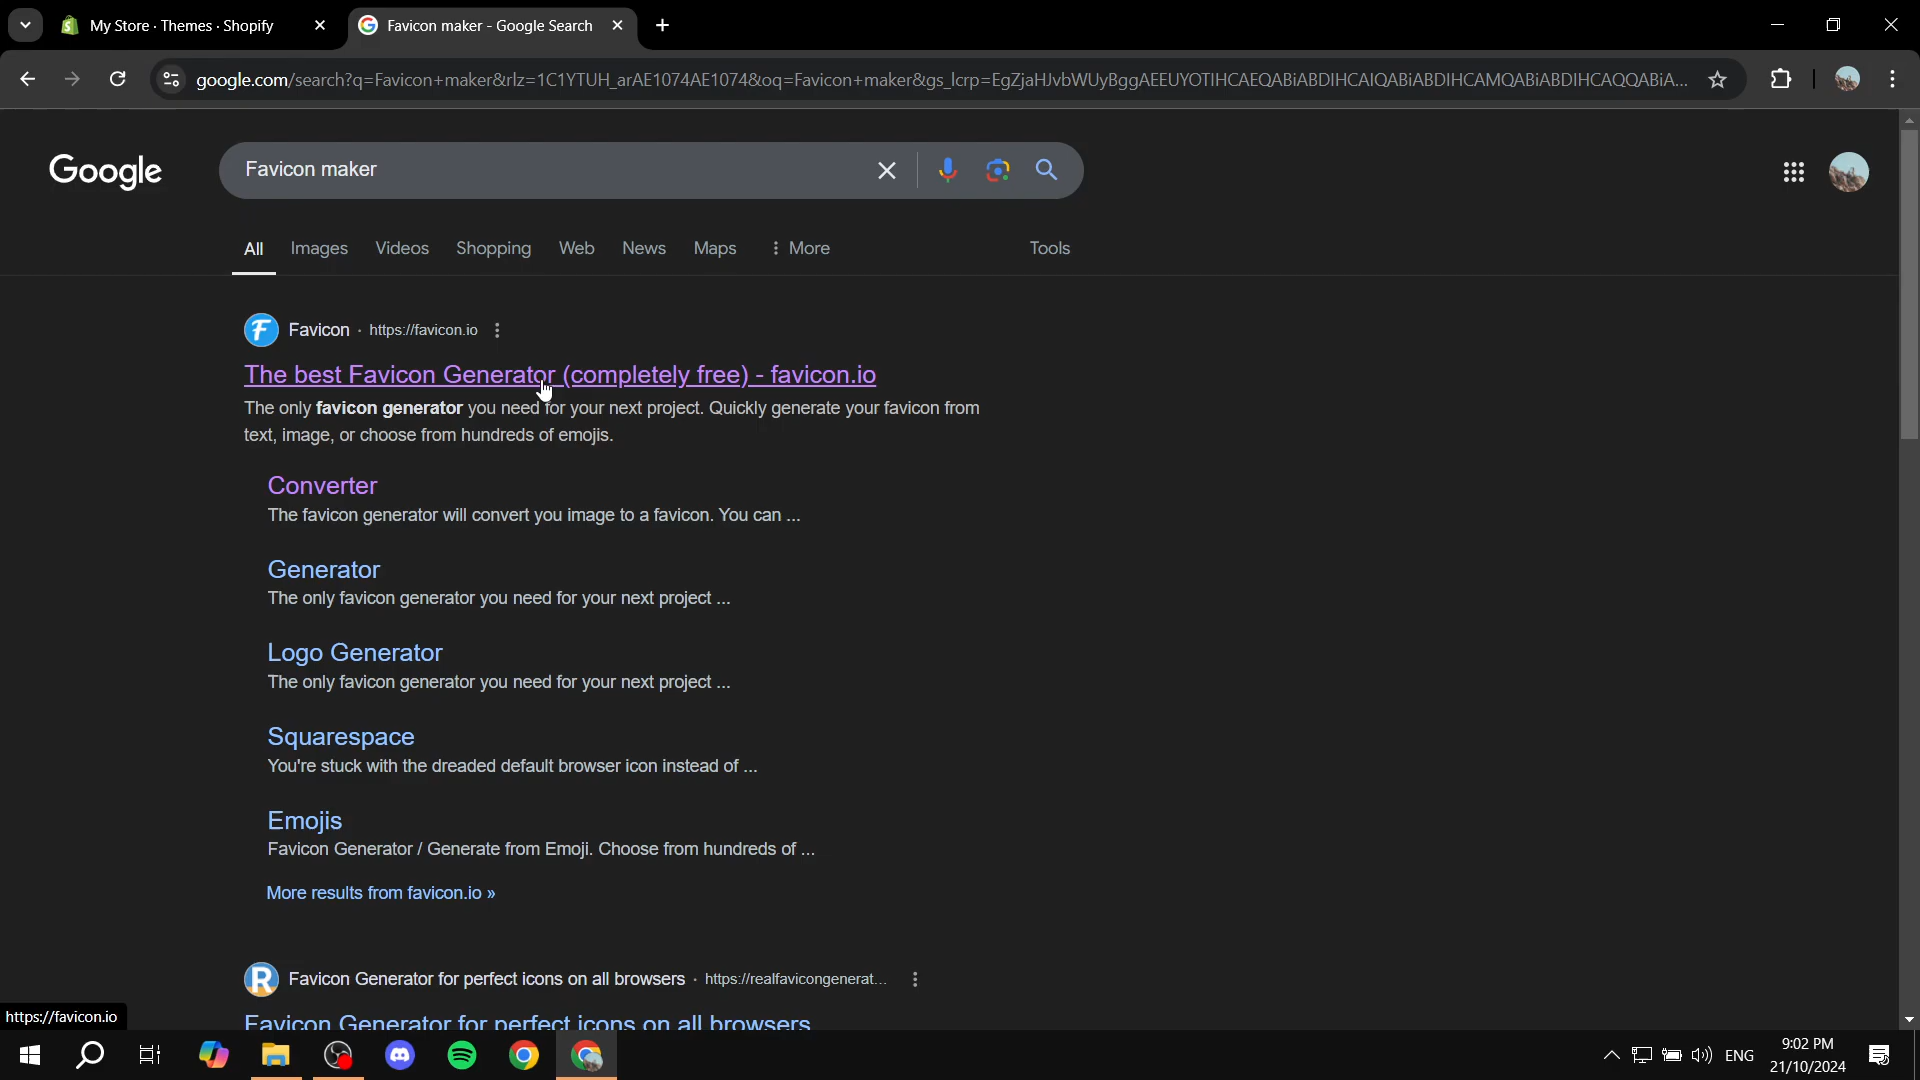 My Store · Themes · Shopify
Favicon maker - Google Search
google.com/search?q=Favicon+maker&rlz=1C1YTUH_arAE1074AE1074&oq=Favicon+maker&gs_lcrp=EgZjaHJvbWUyBggAEEUYOTIHCAEQABiABDIHCAIQABiABDIHCAMQABiABDIHCAQQABiA...
Google
Favicon maker
All Images Videos Shopping Web News Maps More Tools
Favicon · https://favicon.io
The best Favicon Generator (completely free) - favicon.io
The only favicon generator you need for your next project. Quickly generate your favicon from
text, image, or choose from hundreds of emojis.
Converter
The favicon generator will convert you image to a favicon. You can ...
Generator
The only favicon generator you need for your next project ...
Logo Generator
The only favicon generator you need for your next project ...
Squarespace
You're stuck with the dreaded default browser icon instead of ...
Emojis
Favicon Generator / Generate from Emoji. Choose from hundreds of ...
More results from favicon.io »
Favicon Generator for perfect icons on all browsers · https://realfavicongenerat...
Favicon Generator for perfect icons on all browsers
https://favicon.io
ENG
9:02 PM
21/10/2024